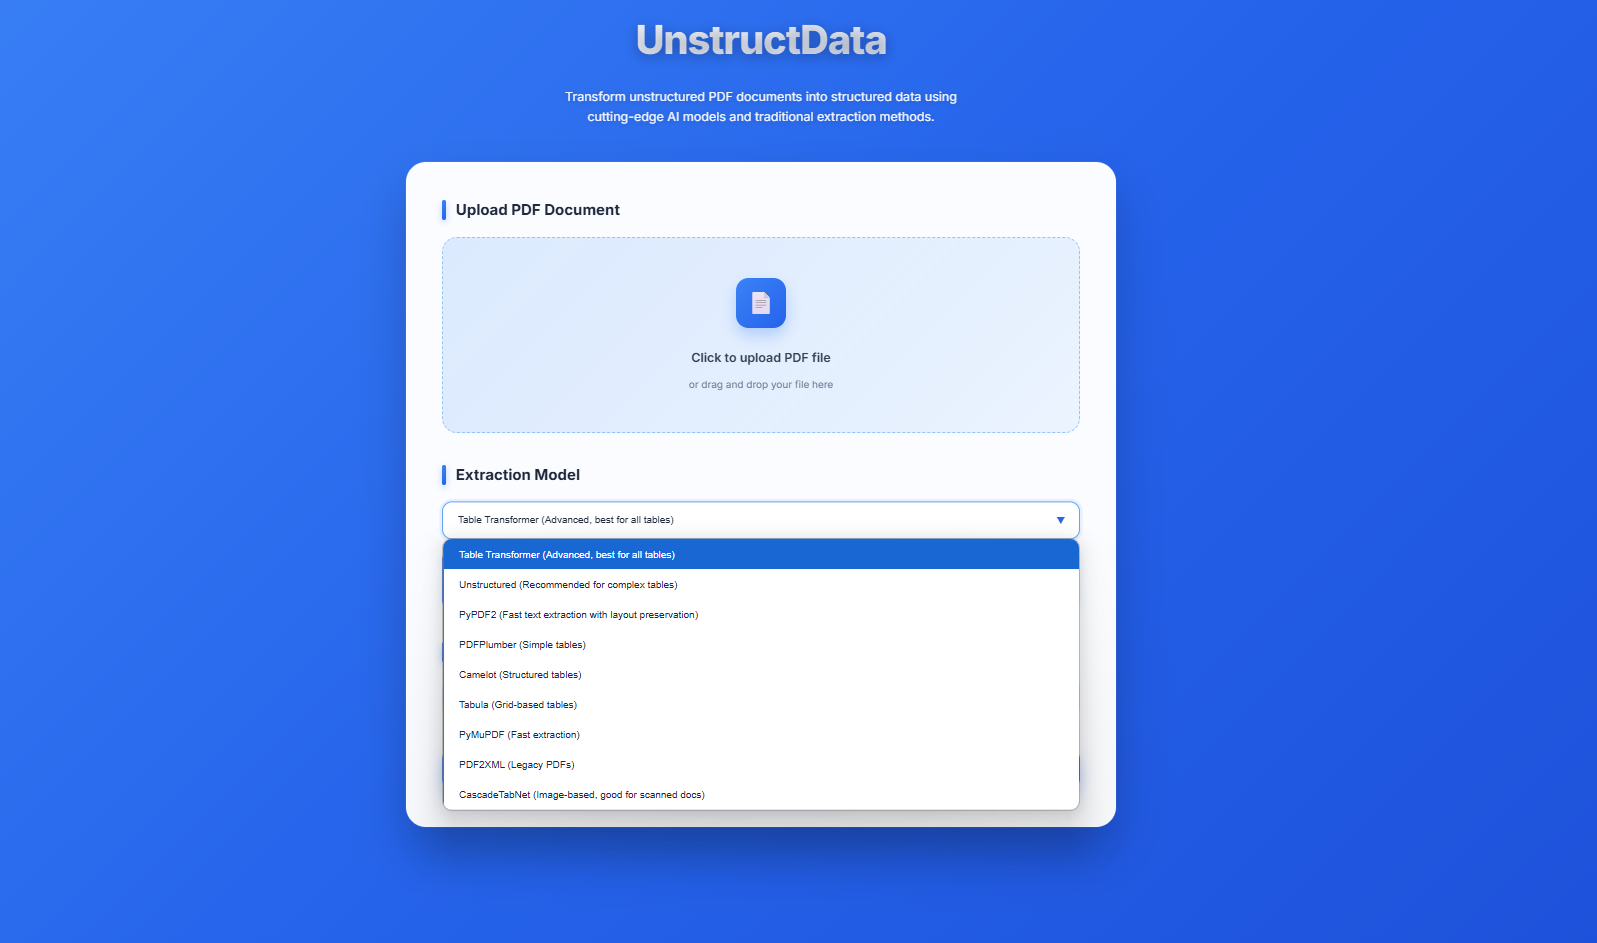 UnstructData
Transform unstructured PDF documents into structured data using
cutting-edge AI models and traditional extraction methods.
Upload PDF Document
Click to upload PDF file
or drag and drop your file here
Extraction Model
Table Transformer (Advanced, best for all tables)
Table Transformer (Advanced, best for all tables)
Unstructured (Recommended for complex tables)
PyPDF2 (Fast text extraction with layout preservation)
PDFPlumber (Simple tables)
Camelot (Structured tables)
Tabula (Grid-based tables)
PyMuPDF (Fast extraction)
PDF2XML (Legacy PDFs)
CascadeTabNet (Image-based, good for scanned docs)